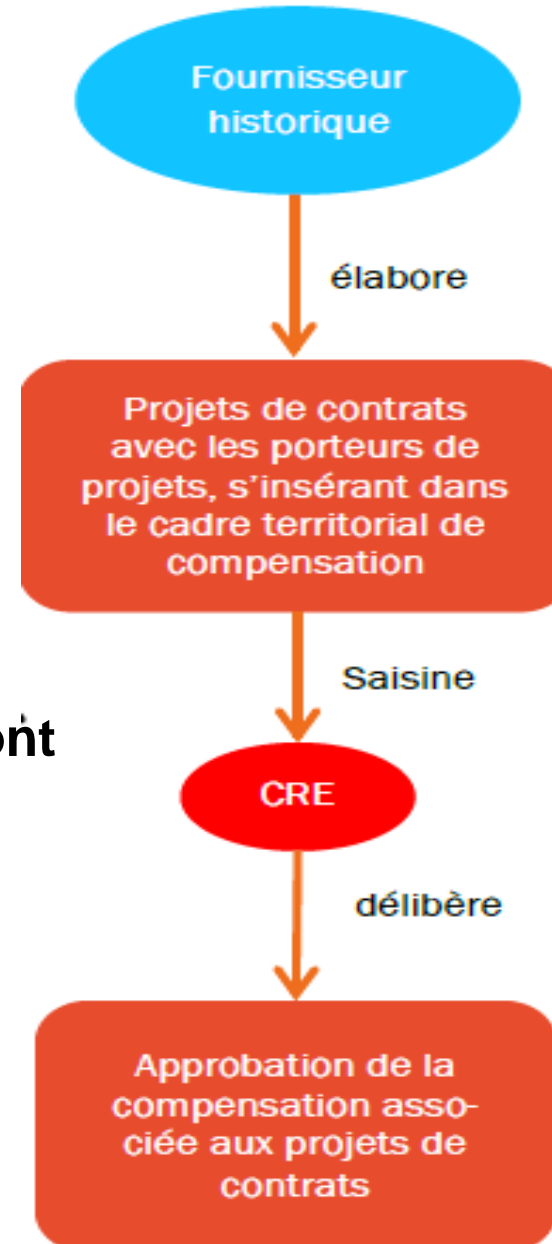 Fournisseur
historique
élabore
Projets de contrats
avec les porteurs de
projets, s'insérant dans
le cadre territorial de
compensation
Saisine
ont
CRE
délibère
Approbation de la
compensation asso-
ciée aux projets de
contrats